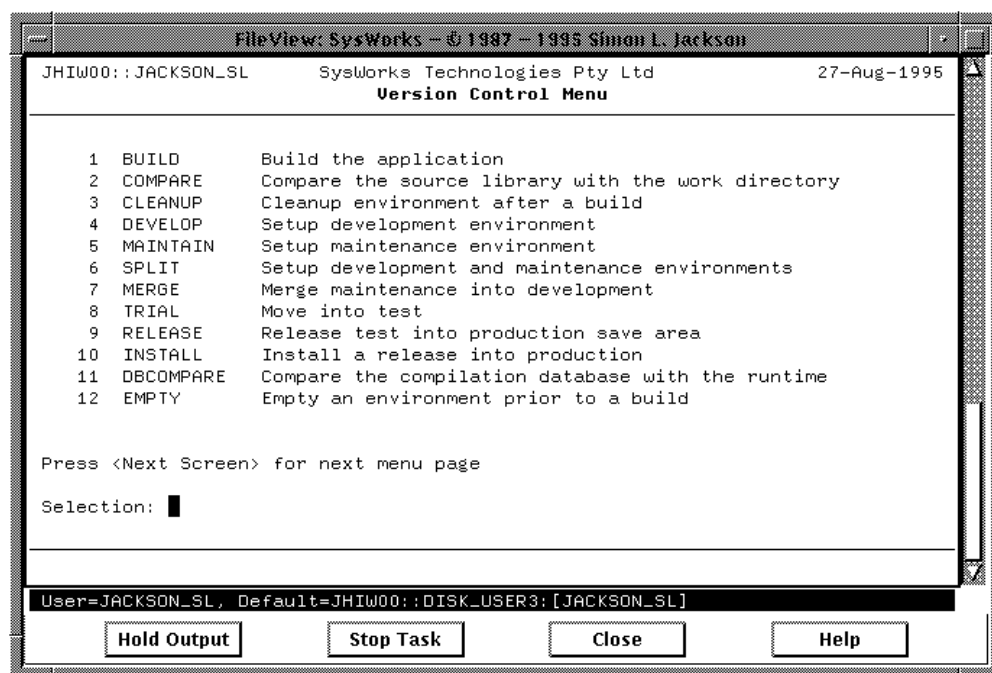 FileView: SysWorks – © 1987 – 1995 Simon L. Jackson
JHIW00::JACKSON_SL SysWorks Technologies Pty Ltd 27-Aug-1995
Version Control Menu
1 BUILD Build the application
2 COMPARE Compare the source library with the work directory
3 CLEANUP Cleanup environment after a build
4 DEVELOP Setup development environment
5 MAINTAIN Setup maintenance environment
6 SPLIT Setup development and maintenance environments
7 MERGE Merge maintenance into development
8 TRIAL Move into test
9 RELEASE Release test into production save area
10 INSTALL Install a release into production
11 DBCOMPARE Compare the compilation database with the runtime
12 EMPTY Empty an environment prior to a build
Press <Next Screen> for next menu page
Selection:
User=JACKSON_SL, Default=JHIW00::DISK_USER3:[JACKSON_SL]
Hold Output Stop Task Close Help